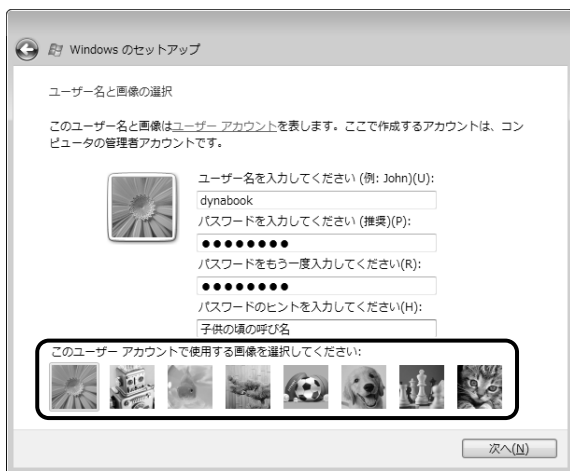 Windows のセットアップ
ユーザー名と画像の選択
このユーザー名と画像はユーザー アカウントを表します。ここで作成するアカウントは、コン
ピュータの管理者アカウントです。
ユーザー名を入力してください (例: John)(U):
dynabook
パスワードを入力してください (推奨)(P):
●●●●●●●●
パスワードをもう一度入力してください(R):
●●●●●●●●
パスワードのヒントを入力してください(H):
子供の頃の呼び名
このユーザー アカウントで使用する画像を選択してください:
次へ(N)